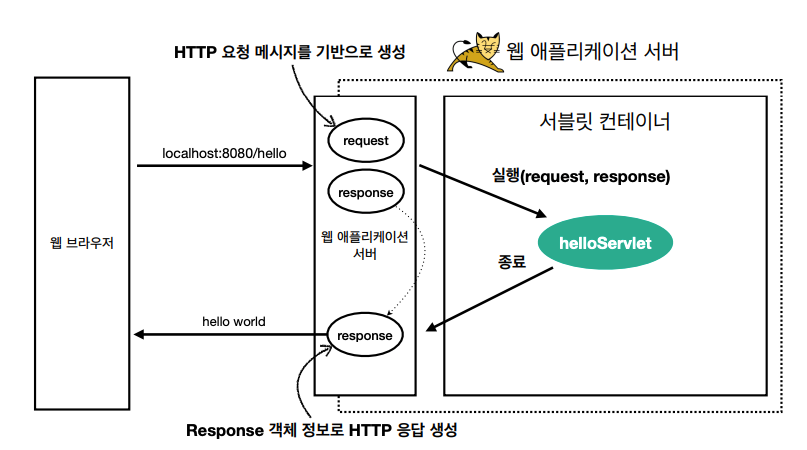 웹 애플리케이션 서버
HTTP 요청 메시지를 기반으로 생성
서블릿 컨테이너
request
localhost:8080/hello
실행(request, response)
response
웹 브라우저
웹 애플리케이션
서버
helloServlet
종료
hello world
response
Response 객체 정보로 HTTP 응답 생성